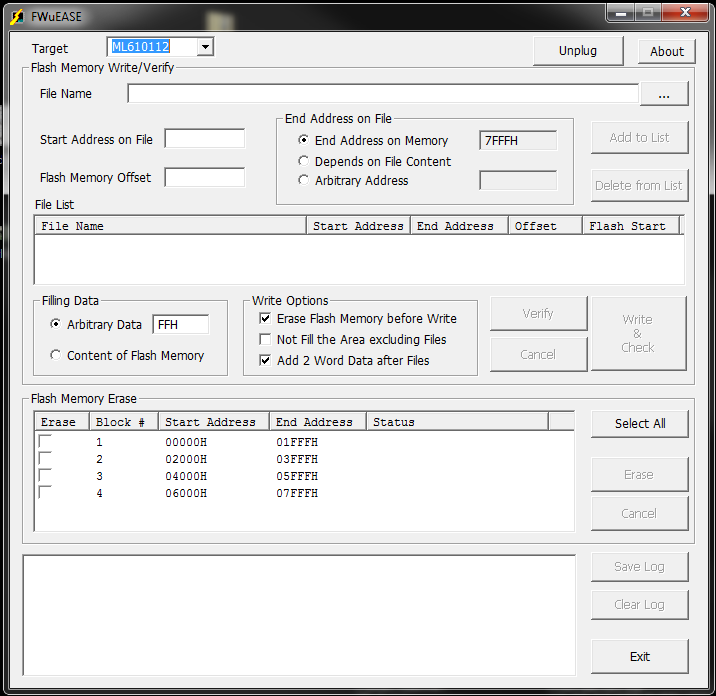 FWuEASE
Target ML610112 Unplug About
Flash Memory Write/Verify
File Name ...
Start Address on File
Flash Memory Offset
End Address on File
End Address on Memory 7FFFH
Depends on File Content
Arbitrary Address
Add to List
Delete from List
File List
File Name Start Address End Address Offset Flash Start
Filling Data
Arbitrary Data FFH
Content of Flash Memory
Write Options
Erase Flash Memory before Write
Not Fill the Area excluding Files
Add 2 Word Data after Files
Verify
Cancel
Write
&
Check
Flash Memory Erase
Erase Block # Start Address End Address Status
1 00000H 01FFFH
2 02000H 03FFFH
3 04000H 05FFFH
4 06000H 07FFFH
Select All
Erase
Cancel
Save Log
Clear Log
Exit